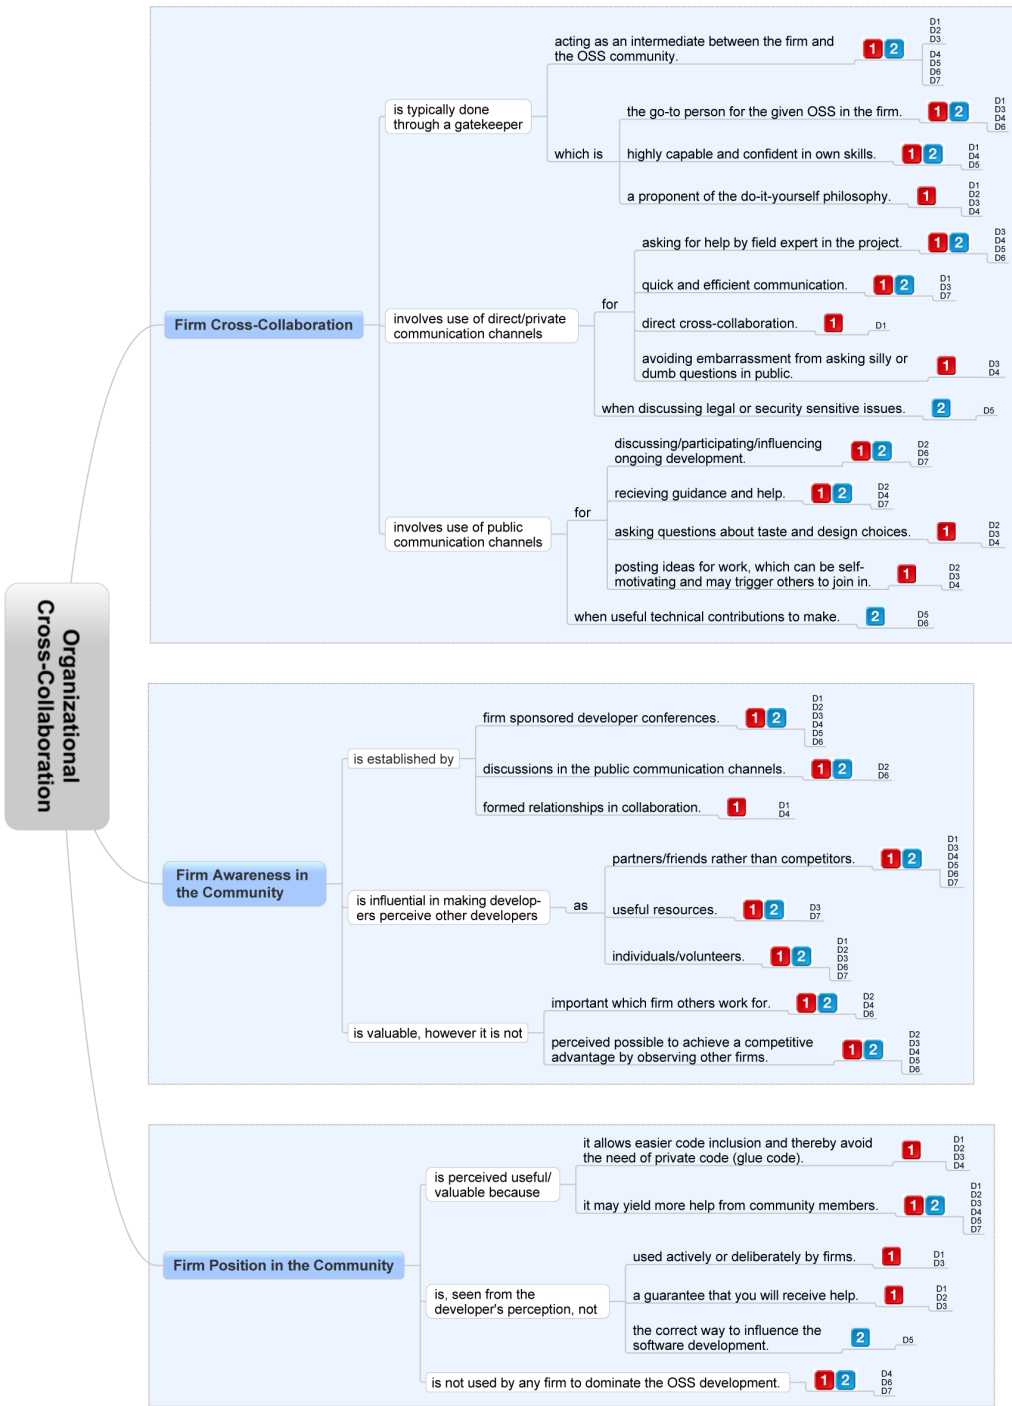 Organizational
Cross-Collaboration
Firm Cross-Collaboration
is typically done
through a gatekeeper
acting as an intermediate between the firm and
the OSS community.
1 2
D1
D2
D3
D4
D5
D6
D7
which is
the go-to person for the given OSS in the firm.
1 2
D1
D3
D4
D6
highly capable and confident in own skills.
1 2
D1
D4
D5
a proponent of the do-it-yourself philosophy.
1
D1
D2
D3
D4
involves use of direct/private
communication channels
for
asking for help by field expert in the project.
1 2
D3
D4
D5
D6
quick and efficient communication.
1 2
D1
D3
D7
direct cross-collaboration.
1
D1
avoiding embarrassment from asking silly or
dumb questions in public.
1
D3
D4
when discussing legal or security sensitive issues.
2
D5
involves use of public
communication channels
for
discussing/participating/influencing
ongoing development.
1 2
D2
D6
D7
recieving guidance and help.
1 2
D2
D4
D7
asking questions about taste and design choices.
1
D2
D3
D4
posting ideas for work, which can be self-
motivating and may trigger others to join in.
1
D2
D3
D4
when useful technical contributions to make.
2
D5
D6
Firm Awareness in
the Community
is established by
firm sponsored developer conferences.
1 2
D1
D2
D3
D4
D5
D6
discussions in the public communication channels.
1 2
D2
D6
formed relationships in collaboration.
1
D1
D4
is influential in making develop-
ers perceive other developers
as
partners/friends rather than competitors.
1 2
D1
D3
D4
D5
D6
D7
useful resources.
1 2
D3
D7
individuals/volunteers.
1 2
D1
D2
D3
D6
D7
is valuable, however it is not
important which firm others work for.
1 2
D2
D4
D6
perceived possible to achieve a competitive
advantage by observing other firms.
1 2
D2
D3
D4
D5
D6
Firm Position in the Community
is perceived useful/
valuable because
it allows easier code inclusion and thereby avoid
the need of private code (glue code).
1
D1
D2
D3
D4
it may yield more help from community members.
1 2
D1
D2
D3
D4
D5
D7
is, seen from the
developer's perception, not
used actively or deliberately by firms.
1
D1
D3
a guarantee that you will receive help.
1
D1
D2
D3
the correct way to influence the
software development.
2
D5
is not used by any firm to dominate the OSS development.
1 2
D4
D6
D7